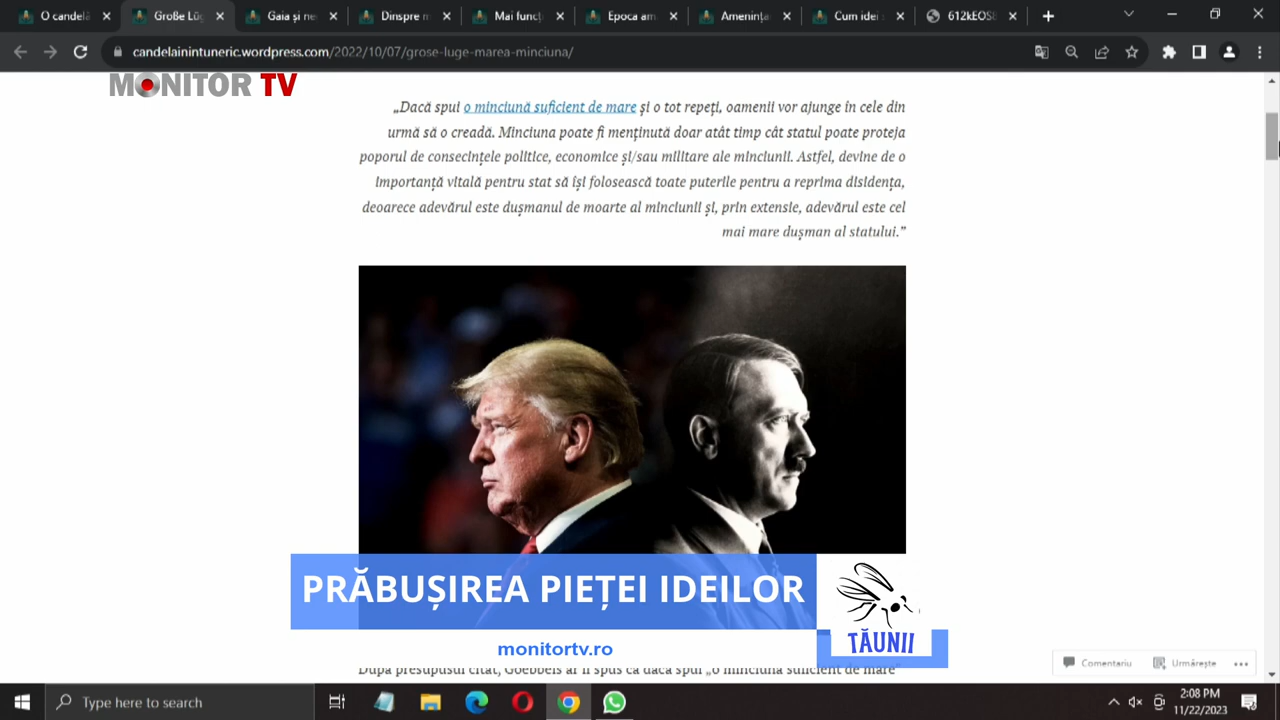 O candelă
Große Lüg
Gaia și ne
Dinspre m
Mai funcț
Epoca am
Amenința
Cum idei s
612kEOS8
candelainintuneric.wordpress.com/2022/10/07/grose-luge-marea-minciuna/
MONITOR TV
„Dacă spui o minciună suficient de mare și o tot repeți, oamenii vor ajunge în cele din
urmă să o creadă. Minciuna poate fi menținută doar atât timp cât statul poate proteja
poporul de consecințele politice, economice și/sau militare ale minciunii. Astfel, devine de o
importanță vitală pentru stat să își folosească toate puterile pentru a reprima disidența,
deoarece adevărul este dușmanul de moarte al minciunii și, prin extensie, adevărul este cel
mai mare dușman al statului.”
PRĂBUȘIREA PIEȚEI IDEILOR
TĂUNII
monitortv.ro
După presupusul citat, Goebbels ar fi spus că dacă spui „o minciună suficient de mare”
Comentariu
Urmărește
Type here to search
2:08 PM
11/22/2023